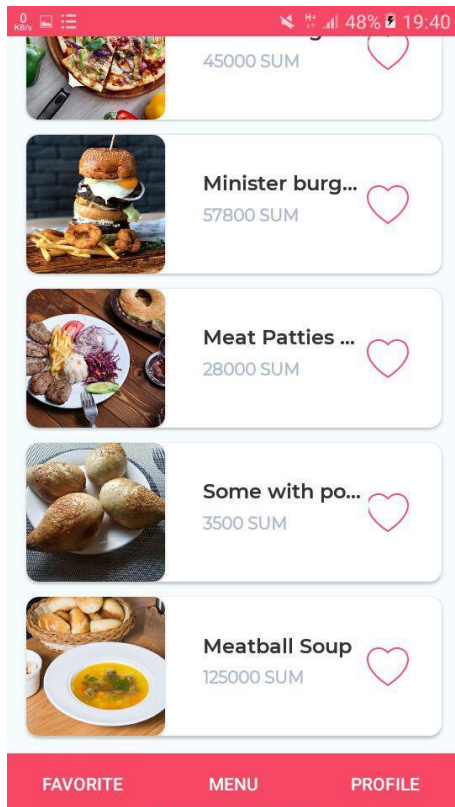 0
KB/s
H+
48% 19:40
45000 SUM
Minister burg...
57800 SUM
Meat Patties ...
28000 SUM
Some with po...
3500 SUM
Meatball Soup
125000 SUM
FAVORITE MENU PROFILE